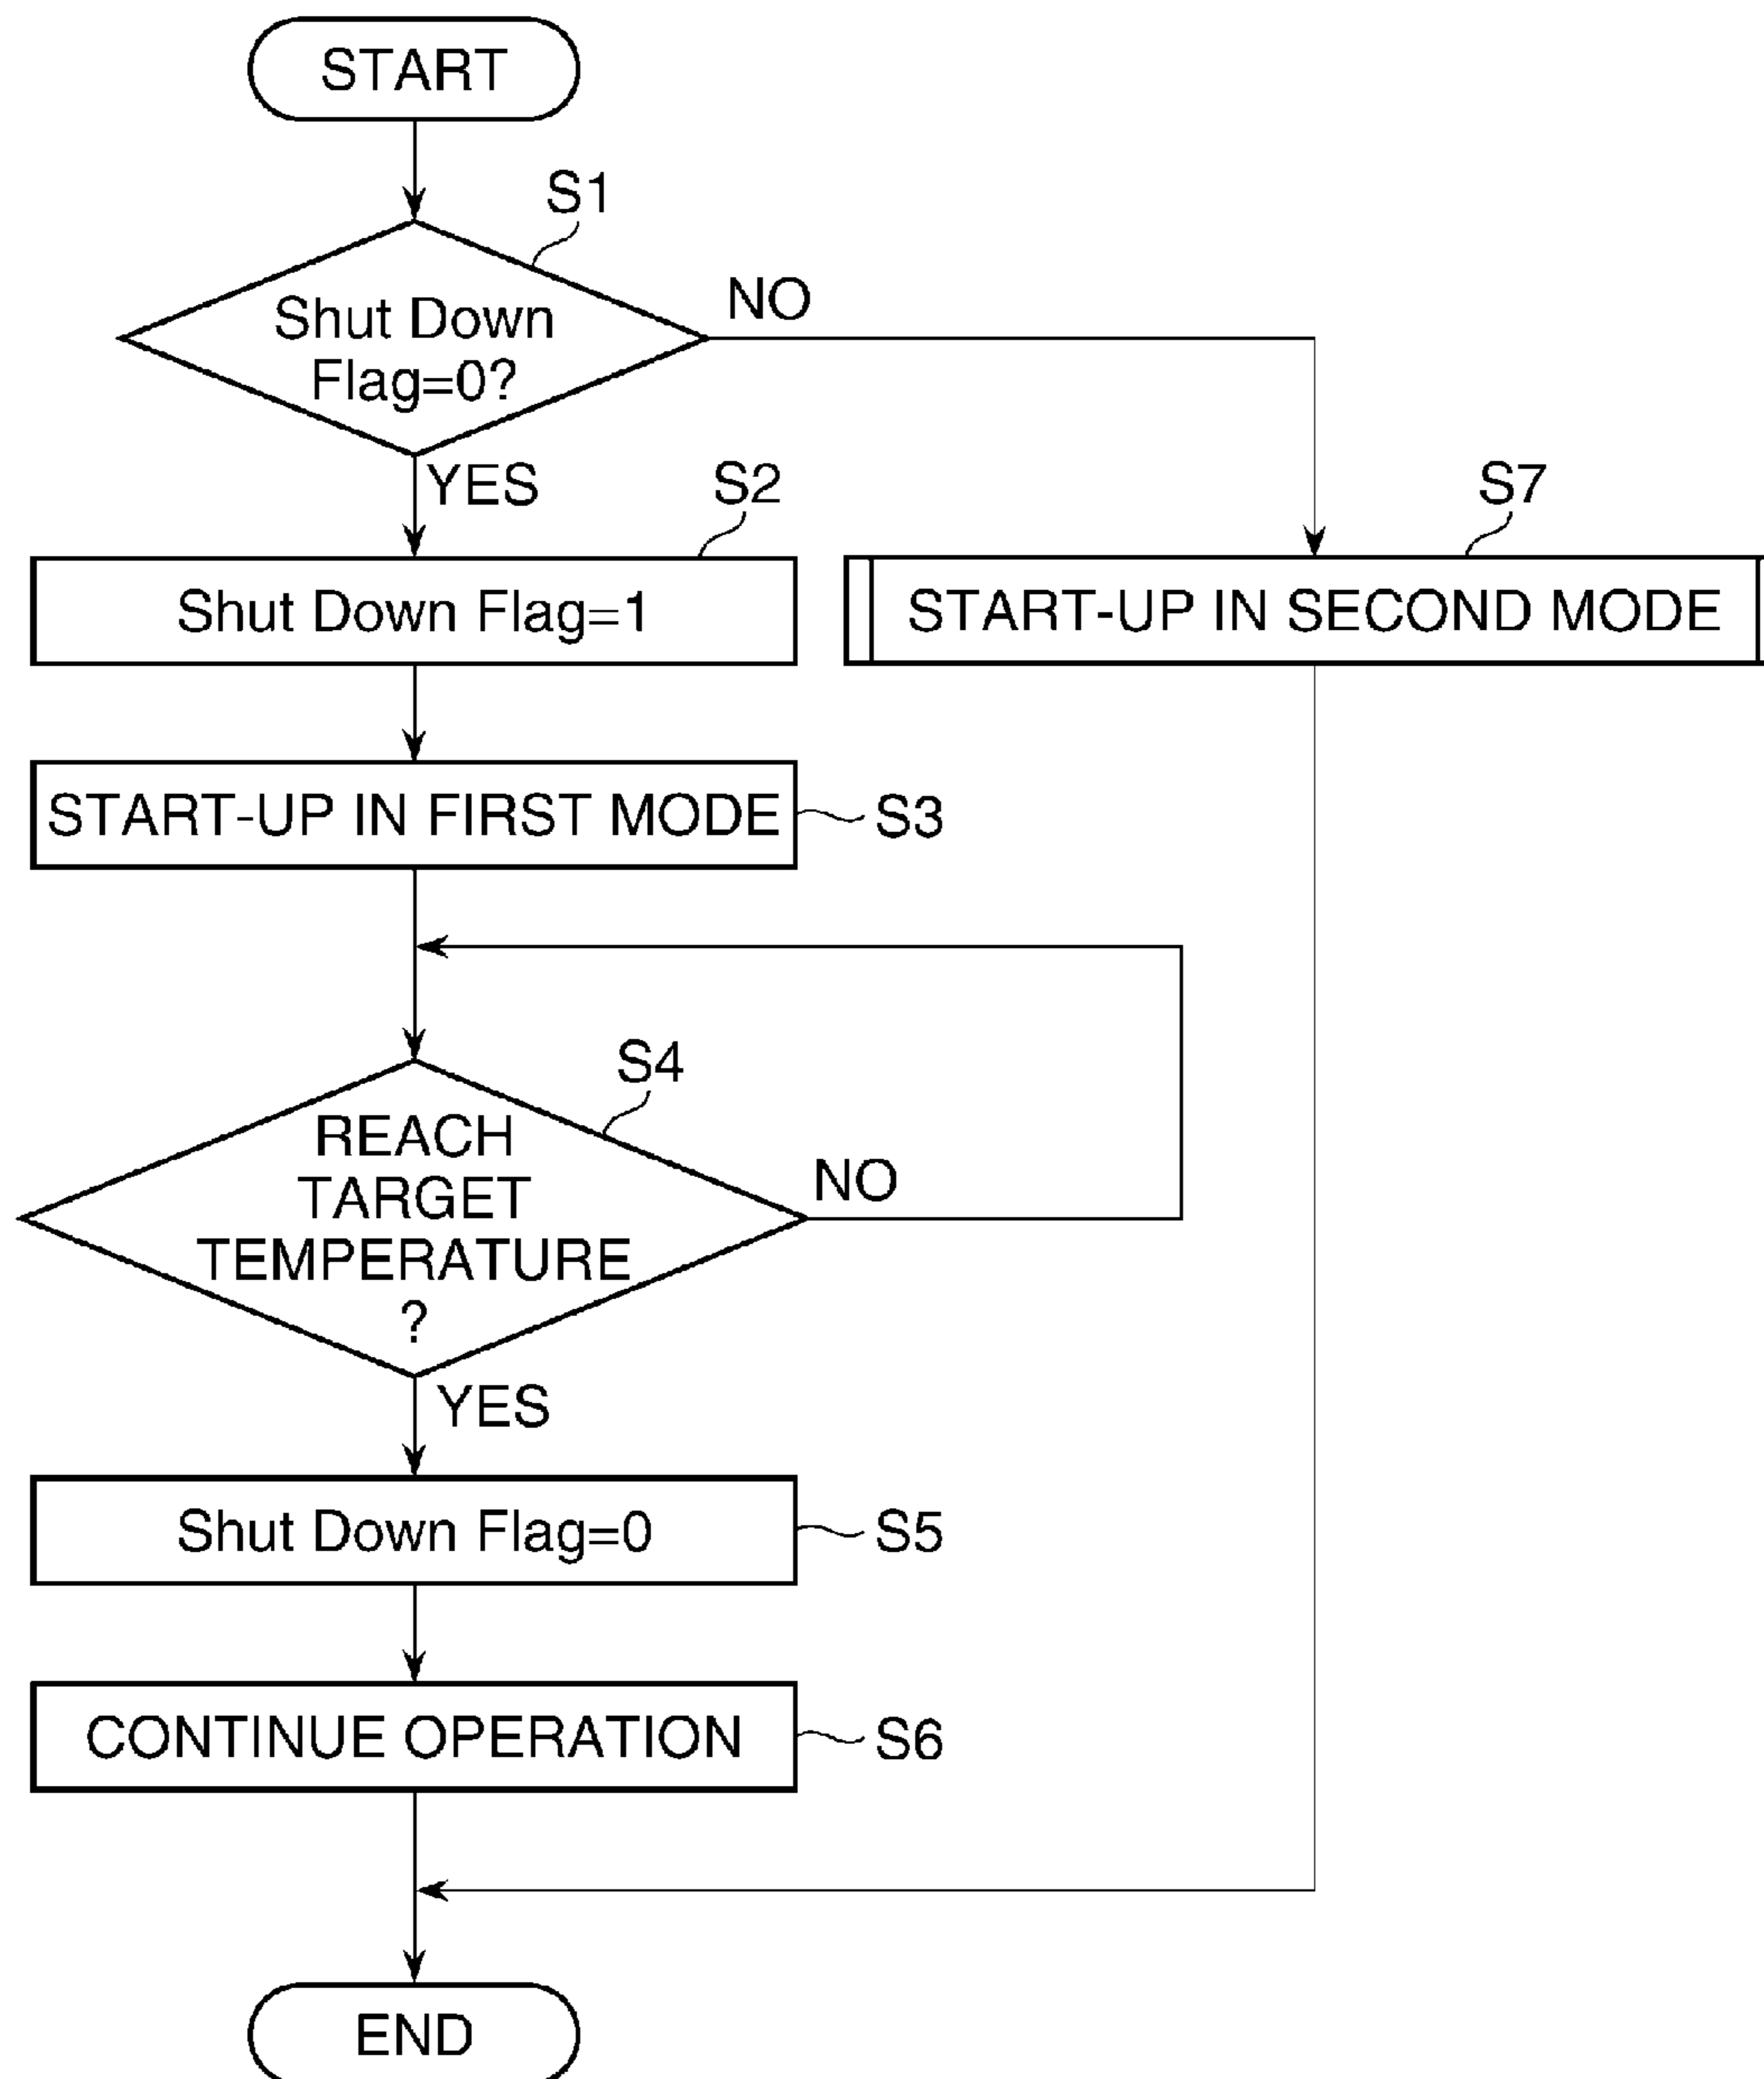 START
S1
Shut Down
Flag=0?
NO
YES
S2
Shut Down Flag=1
S7
START-UP IN SECOND MODE
START-UP IN FIRST MODE
S3
S4
REACH
TARGET
TEMPERATURE
?
NO
YES
Shut Down Flag=0
S5
CONTINUE OPERATION
S6
END